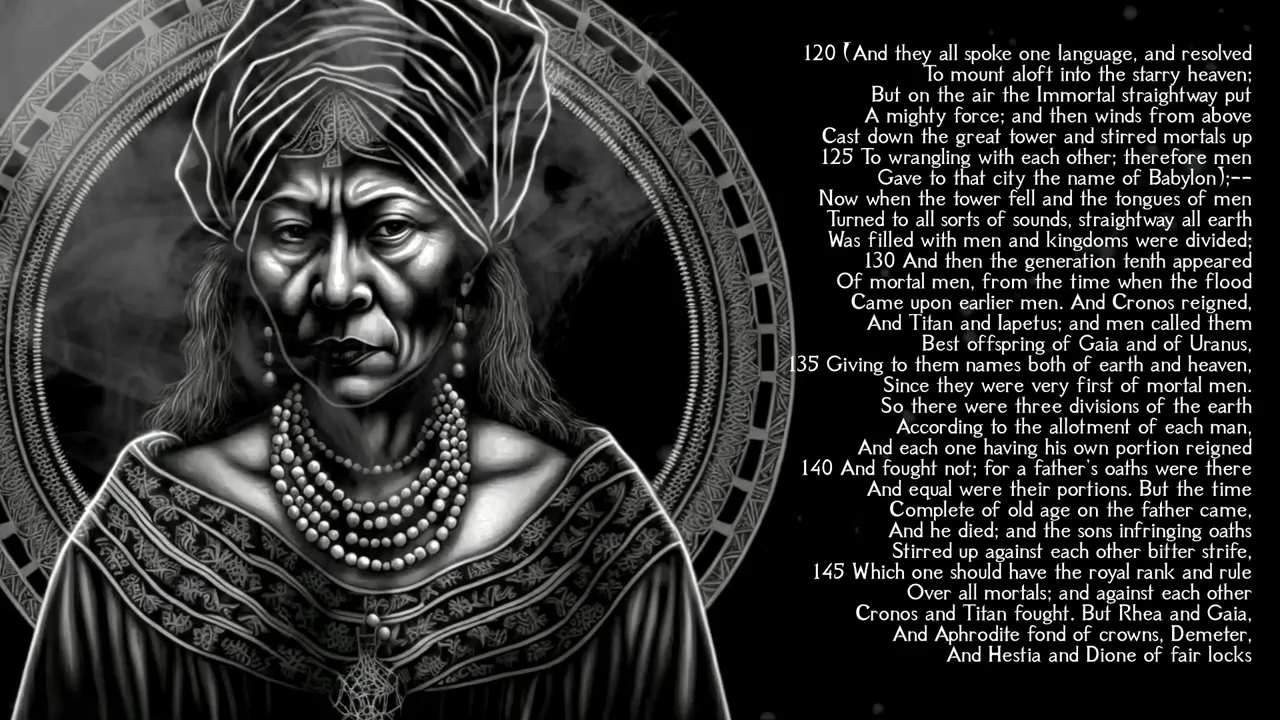 120 (And they all spoke one language, and resolved
To mount aloft into the starry heaven;
But on the air the Immortal straightway put
A mighty force; and then winds from above
Cast down the great tower and stirred mortals up
125 To wrangling with each other; therefore men
Gave to that city the name of Babylon);--
Now when the tower fell and the tongues of men
Turned to all sorts of sounds, straightway all earth
Was filled with men and kingdoms were divided;
130 And then the generation tenth appeared
Of mortal men, from the time when the flood
Came upon earlier men. And Cronos reigned,
And Titan and Iapetus; and men called them
Best offspring of Gaia and of Uranus,
135 Giving to them names both of earth and heaven,
Since they were very first of mortal men.
So there were three divisions of the earth
According to the allotment of each man,
And each one having his own portion reigned
140 And fought not; for a father's oaths were there
And equal were their portions. But the time
Complete of old age on the father came,
And he died; and the sons infringing oaths
Stirred up against each other bitter strife,
145 Which one should have the royal rank and rule
Over all mortals; and against each other
Cronos and Titan fought. But Rhea and Gaia,
And Aphrodite fond of crowns, Demeter,
And Hestia and Dione of fair locks